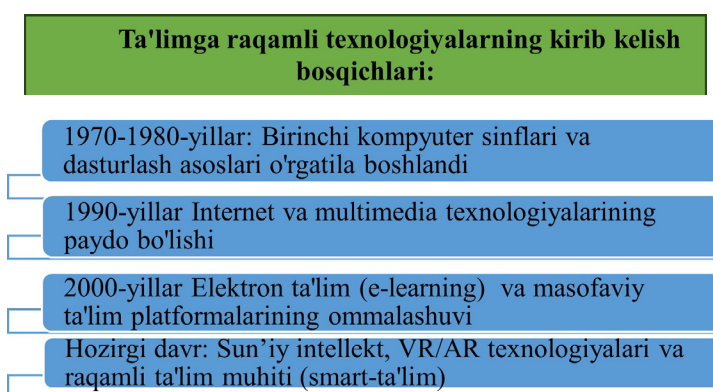 Ta'limga raqamli texnologiyalarning kirib kelish
bosqichlari:
1970-1980-yillar: Birinchi kompyuter sinflari va
dasturlash asoslari o'rgatila boshlandi
1990-yillar Internet va multimedia texnologiyalarining
paydo bo'lishi
2000-yillar Elektron ta'lim (e-learning)  va masofaviy
ta'lim platformalarining ommalashuvi
Hozirgi davr: Sun’iy intellekt, VR/AR texnologiyalari va
raqamli ta'lim muhiti (smart-ta'lim)